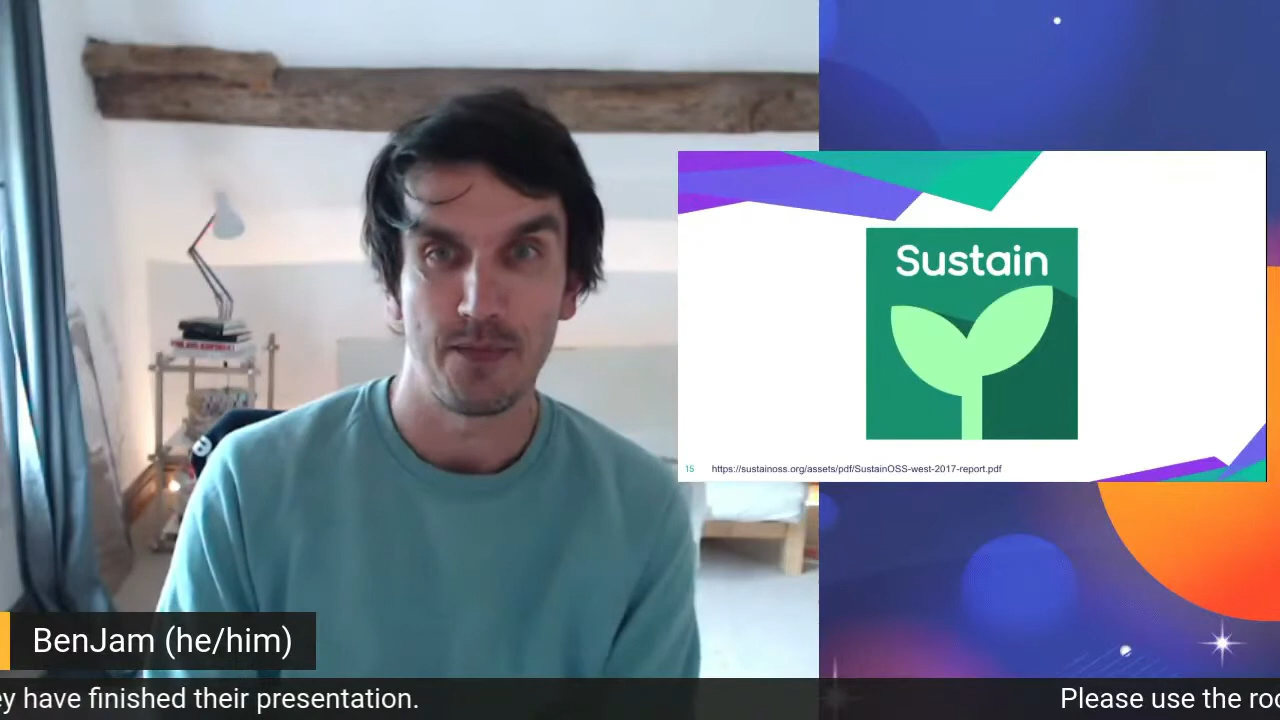 Sustain
15 https://sustainoss.org/assets/pdf/SustainOSS-west-2017-report.pdf
BenJam (he/him)
ey have finished their presentation. Please use the roo